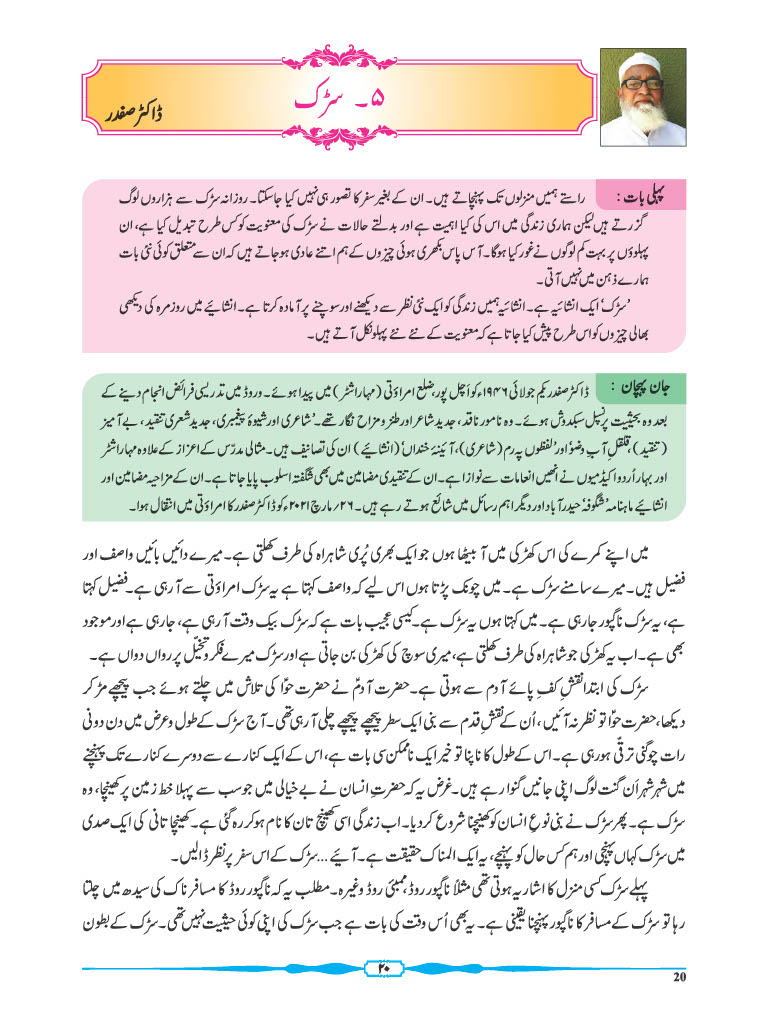 ۵ ۔ سڑک
ڈاکٹر صفدر
پہلی بات : راستے ہمیں منزلوں تک پہنچاتے ہیں۔ ان کے بغیر سفر کا تصور ہی نہیں کیا جاسکتا۔ روزانہ سڑک سے ہزاروں لوگ
گزرتے ہیں لیکن ہماری زندگی میں اس کی کیا اہمیت ہے اور بدلتے حالات نے سڑک کی معنویت کو کس طرح تبدیل کیا ہے، ان
پہلوؤں پر بہت کم لوگوں نے غور کیا ہوگا۔ آس پاس بکھری ہوئی چیزوں کے ہم اتنے عادی ہوجاتے ہیں کہ ان سے متعلق کوئی نئی بات
ہمارے ذہن میں نہیں آتی۔
’سڑک‘ ایک انشائیہ ہے۔ انشائیہ ہمیں زندگی کو ایک نئی نظر سے دیکھنے اور سوچنے پر آمادہ کرتا ہے۔ انشائیے میں روزمرہ کی دیکھی
بھالی چیزوں کو اس طرح پیش کیا جاتا ہے کہ معنویت کے نئے نئے پہلو نکل آتے ہیں۔
جان پہچان : ڈاکٹر صفدر یکم جولائی ۱۹۴۶ء کو اَچل پور، ضلع امراؤتی (مہاراشٹر) میں پیدا ہوئے۔ وروڈ میں تدریسی فرائض انجام دینے کے
بعد وہ بحیثیت پرنسپل سبکدوش ہوئے۔ وہ نامور ناقد، جدید شاعر اور طنز و مزاح نگار تھے۔ ’شاعری اور شیوۂ پیغمبری، جدید شعری تنقید، بے آمیز
(تنقید)، قلقلِ آبِ وضو اور لفظوں پہ رم (شاعری)، آئینۂ خنداں‘ (انشائیے) ان کی تصانیف ہیں۔ مثالی مدرّس کے اعزاز کے علاوہ مہاراشٹر
اور بہار اُردو اکیڈمیوں نے انھیں انعامات سے نوازا ہے۔ ان کے تنقیدی مضامین میں بھی شگفتہ اسلوب پایا جاتا ہے۔ ان کے مزاحیہ مضامین اور
انشائیے ماہنامہ ’شگوفہ‘ حیدرآباد اور دیگر اہم رسائل میں شائع ہوتے رہے ہیں۔ ۲۶؍ مارچ ۲۰۲۱ء کو ڈاکٹر صفدر کا امراؤتی میں انتقال ہوا۔
میں اپنے کمرے کی اس کھڑکی میں آ بیٹھا ہوں جو ایک بھری پُری شاہراہ کی طرف کھلتی ہے۔ میرے دائیں بائیں واصف اور
فضیل ہیں۔ میرے سامنے سڑک ہے۔ میں چونک پڑتا ہوں اس لیے کہ واصف کہتا ہے یہ سڑک امراؤتی سے آ رہی ہے۔ فضیل کہتا
ہے، یہ سڑک ناگپور جا رہی ہے۔ میں کہتا ہوں یہ سڑک ہے۔ کیسی عجیب بات ہے کہ سڑک بیک وقت آ رہی ہے، جا رہی ہے اور موجود
بھی ہے۔ اب یہ کھڑکی جو شاہراہ کی طرف کھلتی ہے، میری سوچ کی کھڑکی بن جاتی ہے اور سڑک میرے فکر و تخیّل پر رواں دواں ہے۔
سڑک کی ابتدا نقشِ کفِ پائے آدم سے ہوتی ہے۔ حضرت آدمؑ نے حضرت حوّا کی تلاش میں چلتے ہوئے جب پیچھے مڑ کر
دیکھا، حضرت حوّا تو نظر نہ آئیں، اُن کے نقشِ قدم سے بنی ایک سطر پیچھے پیچھے چلی آ رہی تھی۔ آج سڑک کے طول و عرض میں دن دونی
رات چوگنی ترقی ہو رہی ہے۔ اس کے طول کا ناپنا تو خیر ایک ناممکن سی بات ہے، اس کے ایک کنارے سے دوسرے کنارے تک پہنچنے
میں شہر شہر اَن گنت لوگ اپنی جانیں گنوا رہے ہیں۔ غرض یہ کہ حضرتِ انسان نے بے خیالی میں جو سب سے پہلا خط زمین پر کھینچا، وہ
سڑک ہے۔ پھر سڑک نے بنی نوعِ انسان کو کھینچنا شروع کردیا۔ اب زندگی اسی کھینچ تان کا نام ہوکر رہ گئی ہے۔ کھینچا تانی کی ایک صدی
میں سڑک کہاں پہنچی اور ہم کس حال کو پہنچے، یہ ایک المناک حقیقت ہے۔ آئیے ... سڑک کے اس سفر پر نظر ڈالیں۔
پہلے سڑک کسی منزل کا اشاریہ ہوتی تھی مثلاً ناگپور روڈ، ممبئی روڈ وغیرہ۔ مطلب یہ کہ ناگپور روڈ کا مسافر ناک کی سیدھ میں چلتا
رہا تو سڑک کے مسافر کا ناگپور پہنچنا یقینی ہے۔ یہ بھی اُس وقت کی بات ہے جب سڑک کی اپنی کوئی حیثیت نہیں تھی۔ سڑک کے بطون
۲۰
20